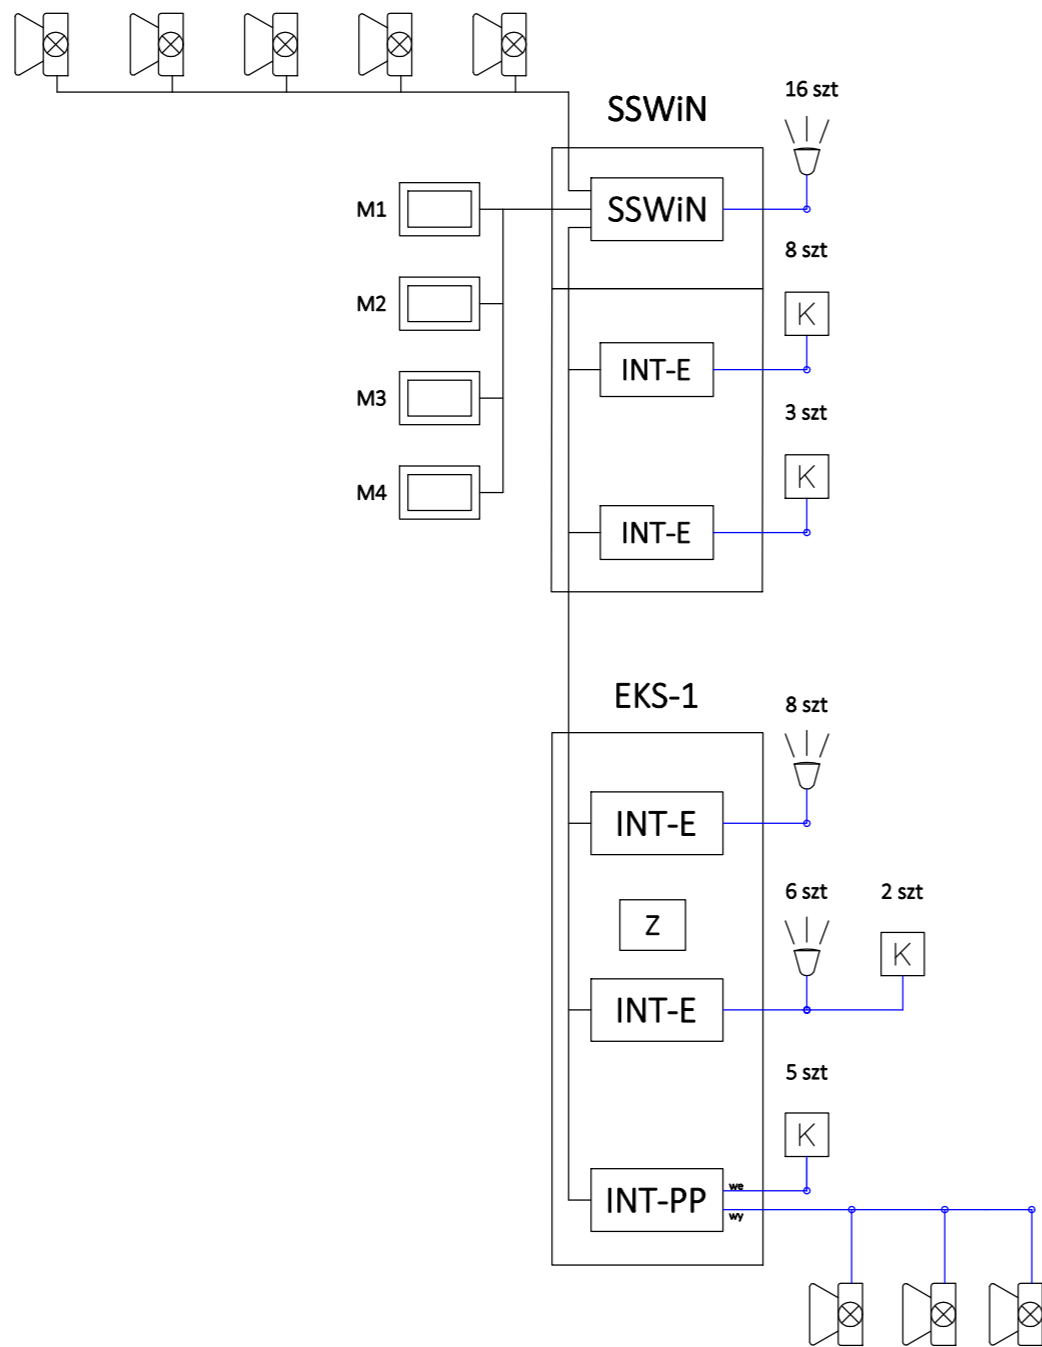 16 szt
SSWiN
M1
SSWiN
8 szt
M2
K
INT-E
M3
3 szt
K
M4
INT-E
EKS-1
8 szt
INT-E
6 szt
2 szt
Z
K
INT-E
5 szt
K
INT-PP
we
wy